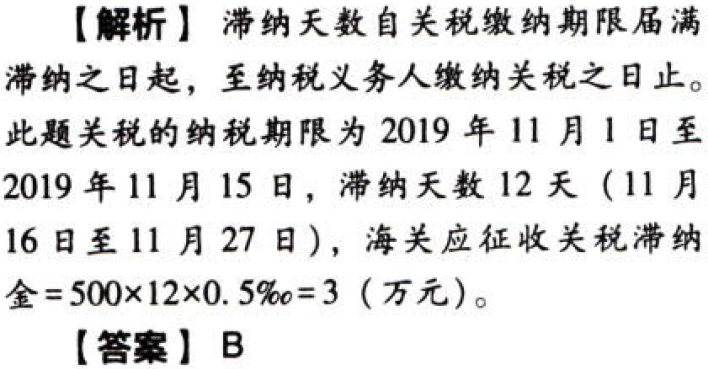 【解析】 滞纳天数自关税缴纳期限届满
滞纳之日起，至纳税义务人缴纳关税之日止。
此题关税的纳税期限为 2019 年 11 月 1 日至
2019 年 11 月 15 日，滞纳天数 12 天（11 月
16 日至 11 月 27 日），海关应征收关税滞纳
金=500×12×0.5‰=3（万元）。
【答案】 B